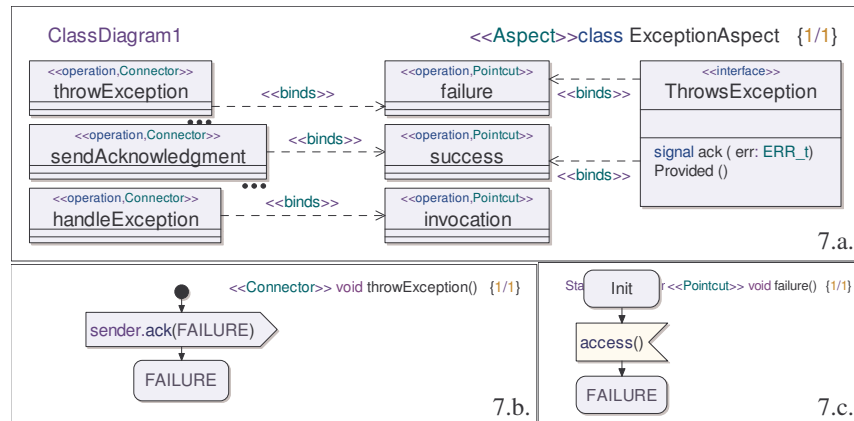 ClassDiagram1
<<Aspect>>class ExceptionAspect {1/1}
<<operation,Connector>>
throwException
<<binds>>
<<operation,Pointcut>>
failure
<<binds>>
<<interface>>
ThrowsException
signal ack ( err: ERR_t)
Provided ()
<<operation,Connector>>
sendAcknowledgment
<<binds>>
<<operation,Pointcut>>
success
<<binds>>
<<operation,Connector>>
handleException
<<binds>>
<<operation,Pointcut>>
invocation
7.a.
<<Connector>> void throwException() {1/1}
sender.ack(FAILURE)
FAILURE
7.b.
<<Pointcut>> void failure() {1/1}
Init
access()
FAILURE
7.c.